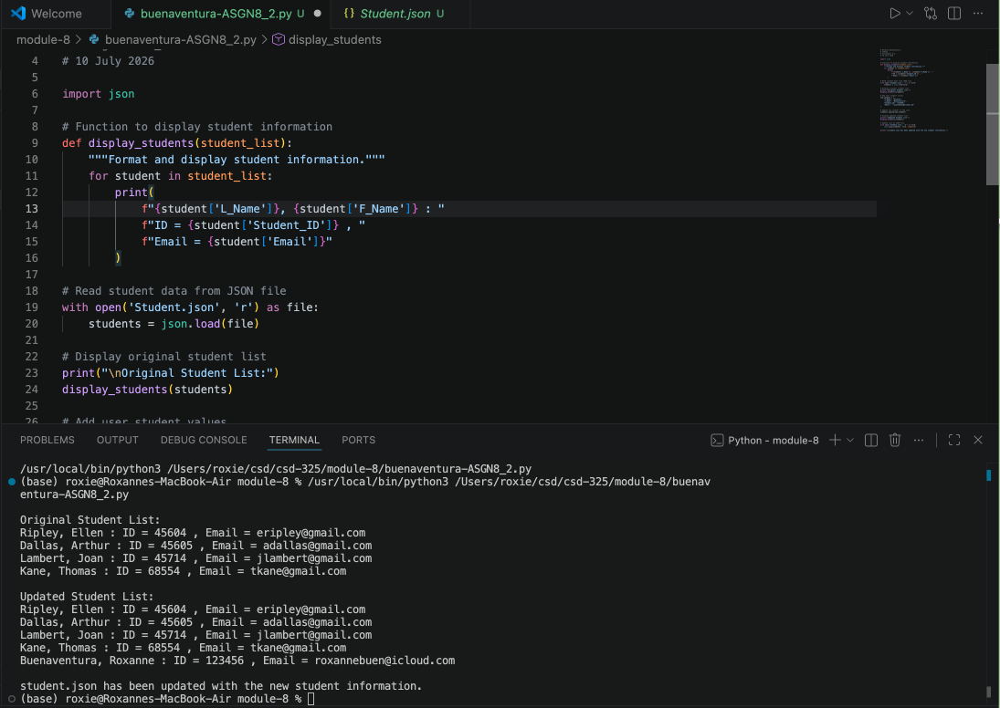 Welcome
buenaventura-ASGN8_2.py U
{} Student.json U
module-8 > buenaventura-ASGN8_2.py > display_students
4 # 10 July 2026
5
6 import json
7
8 # Function to display student information
9 def display_students(student_list):
10 """Format and display student information."""
11 for student in student_list:
12 print(
13 f"{student['L_Name']}, {student['F_Name']} : "
14 f"ID = {student['Student_ID']} , "
15 f"Email = {student['Email']}"
16 )
17
18 # Read student data from JSON file
19 with open('Student.json', 'r') as file:
20 students = json.load(file)
21
22 # Display original student list
23 print("\nOriginal Student List:")
24 display_students(students)
25
26 # Add user student values
PROBLEMS OUTPUT DEBUG CONSOLE TERMINAL PORTS
Python - module-8
/usr/local/bin/python3 /Users/roxie/csd/csd-325/module-8/buenaventura-ASGN8_2.py
(base) roxie@Roxannes-MacBook-Air module-8 % /usr/local/bin/python3 /Users/roxie/csd/csd-325/module-8/buenav
entura-ASGN8_2.py

Original Student List:
Ripley, Ellen : ID = 45604 , Email = eripley@gmail.com
Dallas, Arthur : ID = 45605 , Email = adallas@gmail.com
Lambert, Joan : ID = 45714 , Email = jlambert@gmail.com
Kane, Thomas : ID = 68554 , Email = tkane@gmail.com

Updated Student List:
Ripley, Ellen : ID = 45604 , Email = eripley@gmail.com
Dallas, Arthur : ID = 45605 , Email = adallas@gmail.com
Lambert, Joan : ID = 45714 , Email = jlambert@gmail.com
Kane, Thomas : ID = 68554 , Email = tkane@gmail.com
Buenaventura, Roxanne : ID = 123456 , Email = roxannebuen@icloud.com

student.json has been updated with the new student information.
(base) roxie@Roxannes-MacBook-Air module-8 %